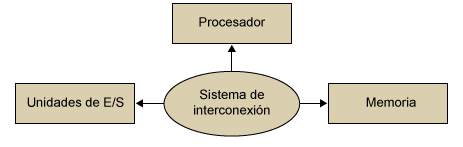 Procesador
Unidades de E/S
Sistema de
interconexión
Memoria